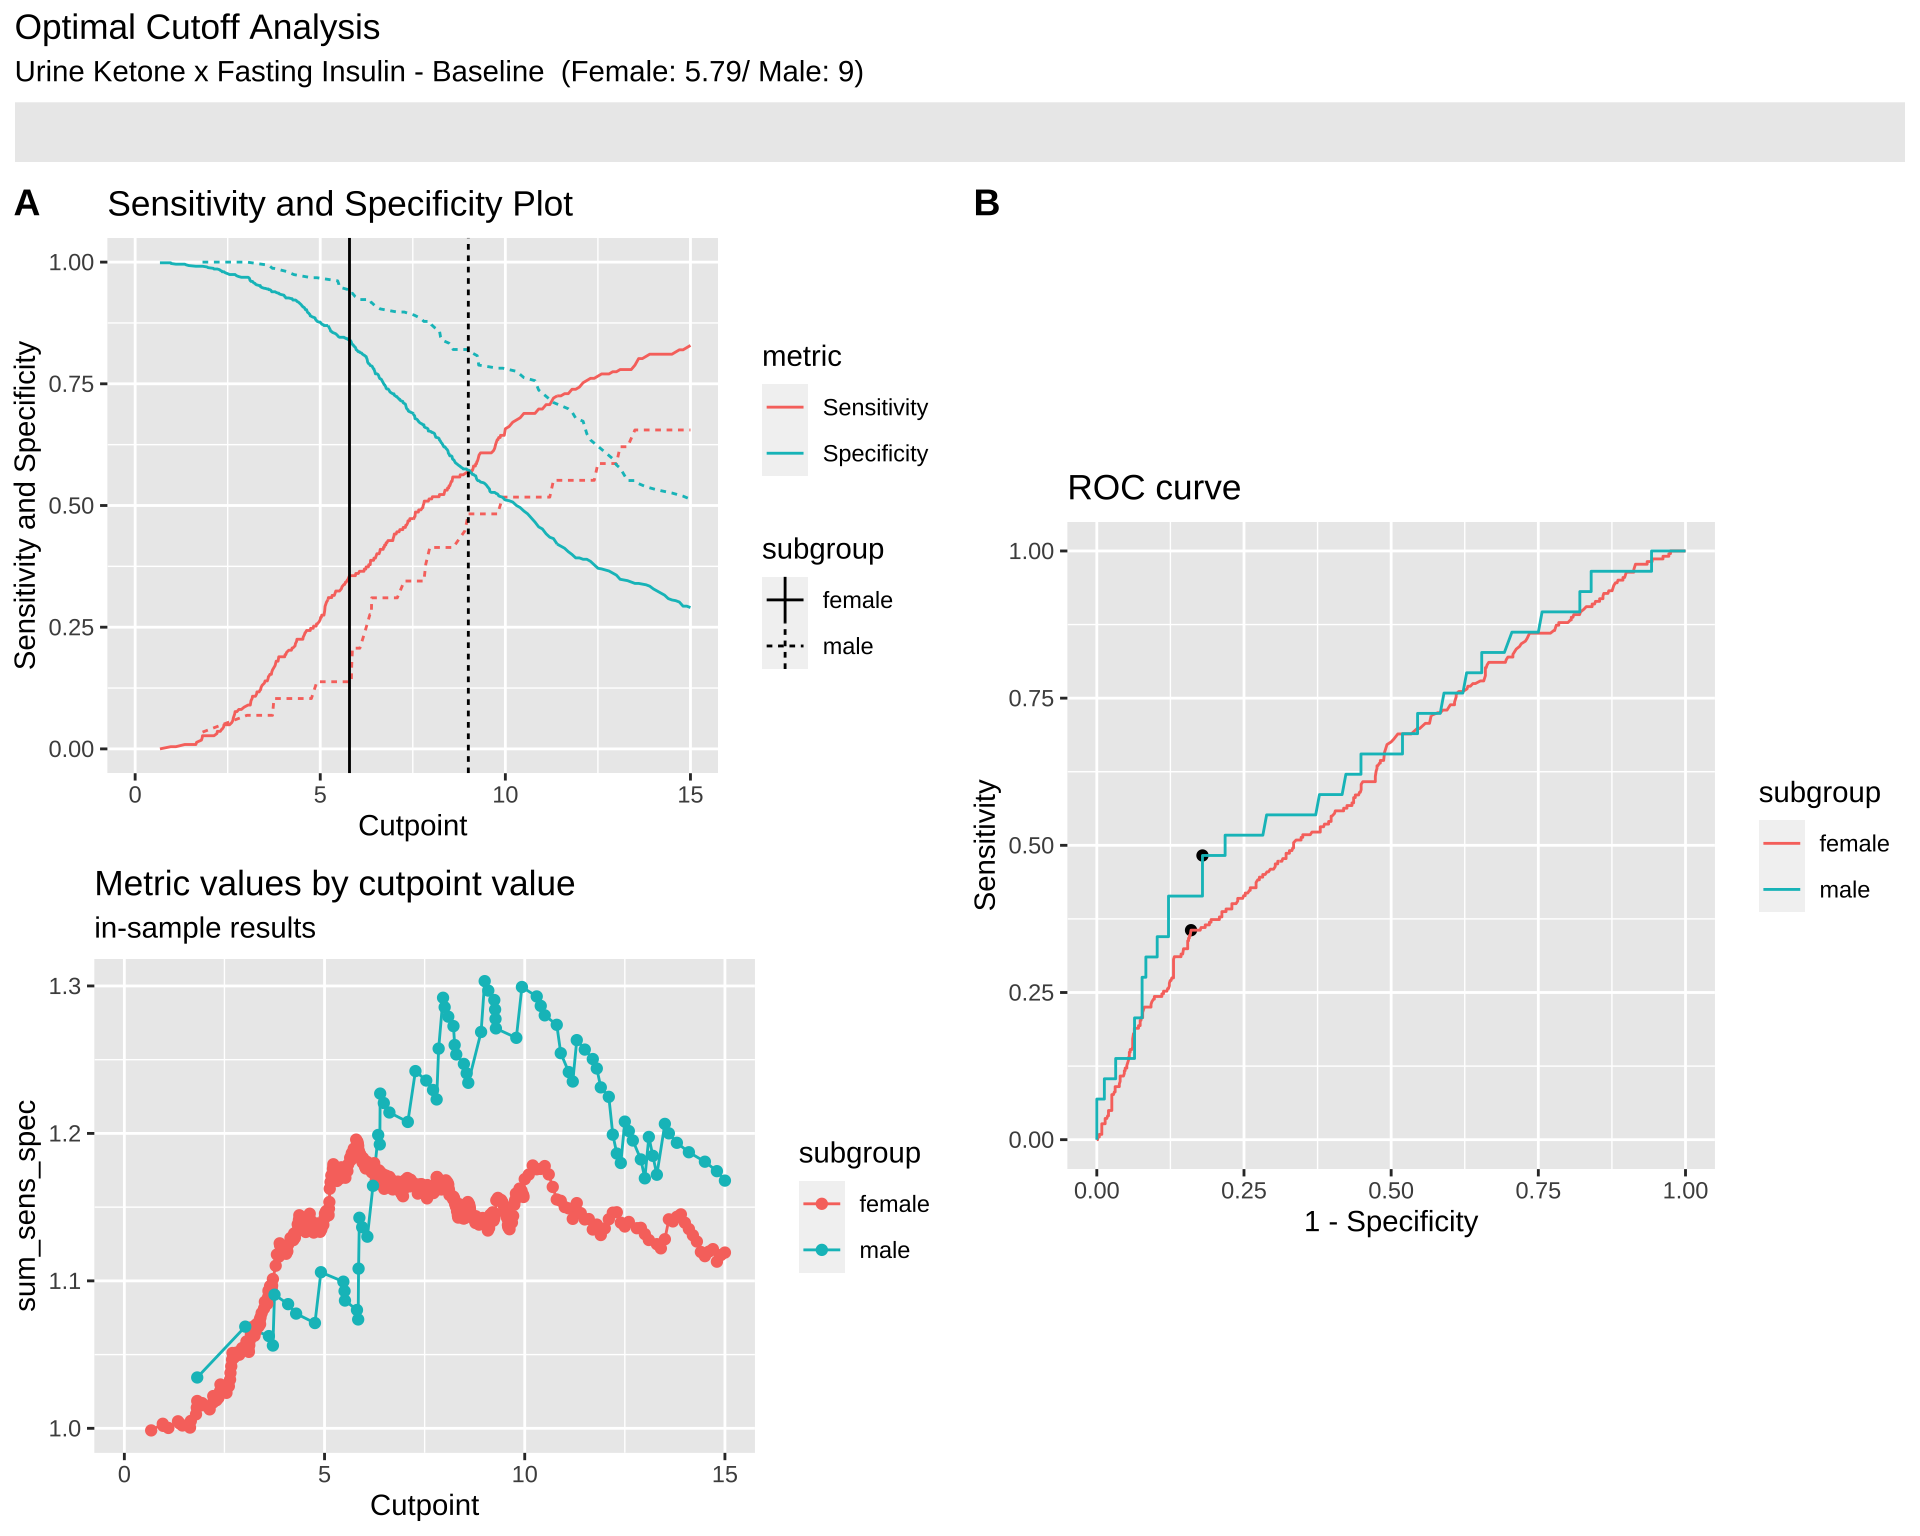 Optimal Cutoff Analysis
Urine Ketone x Fasting Insulin - Baseline  (Female: 5.79/ Male: 9)
A
Sensitivity and Specificity Plot
Sensitivity and Specificity
1.00
0.75
0.50
0.25
0.00
0
5
10
15
Cutpoint
metric
Sensitivity
Specificity
subgroup
female
male
Metric values by cutpoint value
in-sample results
sum_sens_spec
1.3
1.2
1.1
1.0
0
5
10
15
Cutpoint
subgroup
female
male
B
ROC curve
Sensitivity
1.00
0.75
0.50
0.25
0.00
0.00
0.25
0.50
0.75
1.00
1 - Specificity
subgroup
female
male